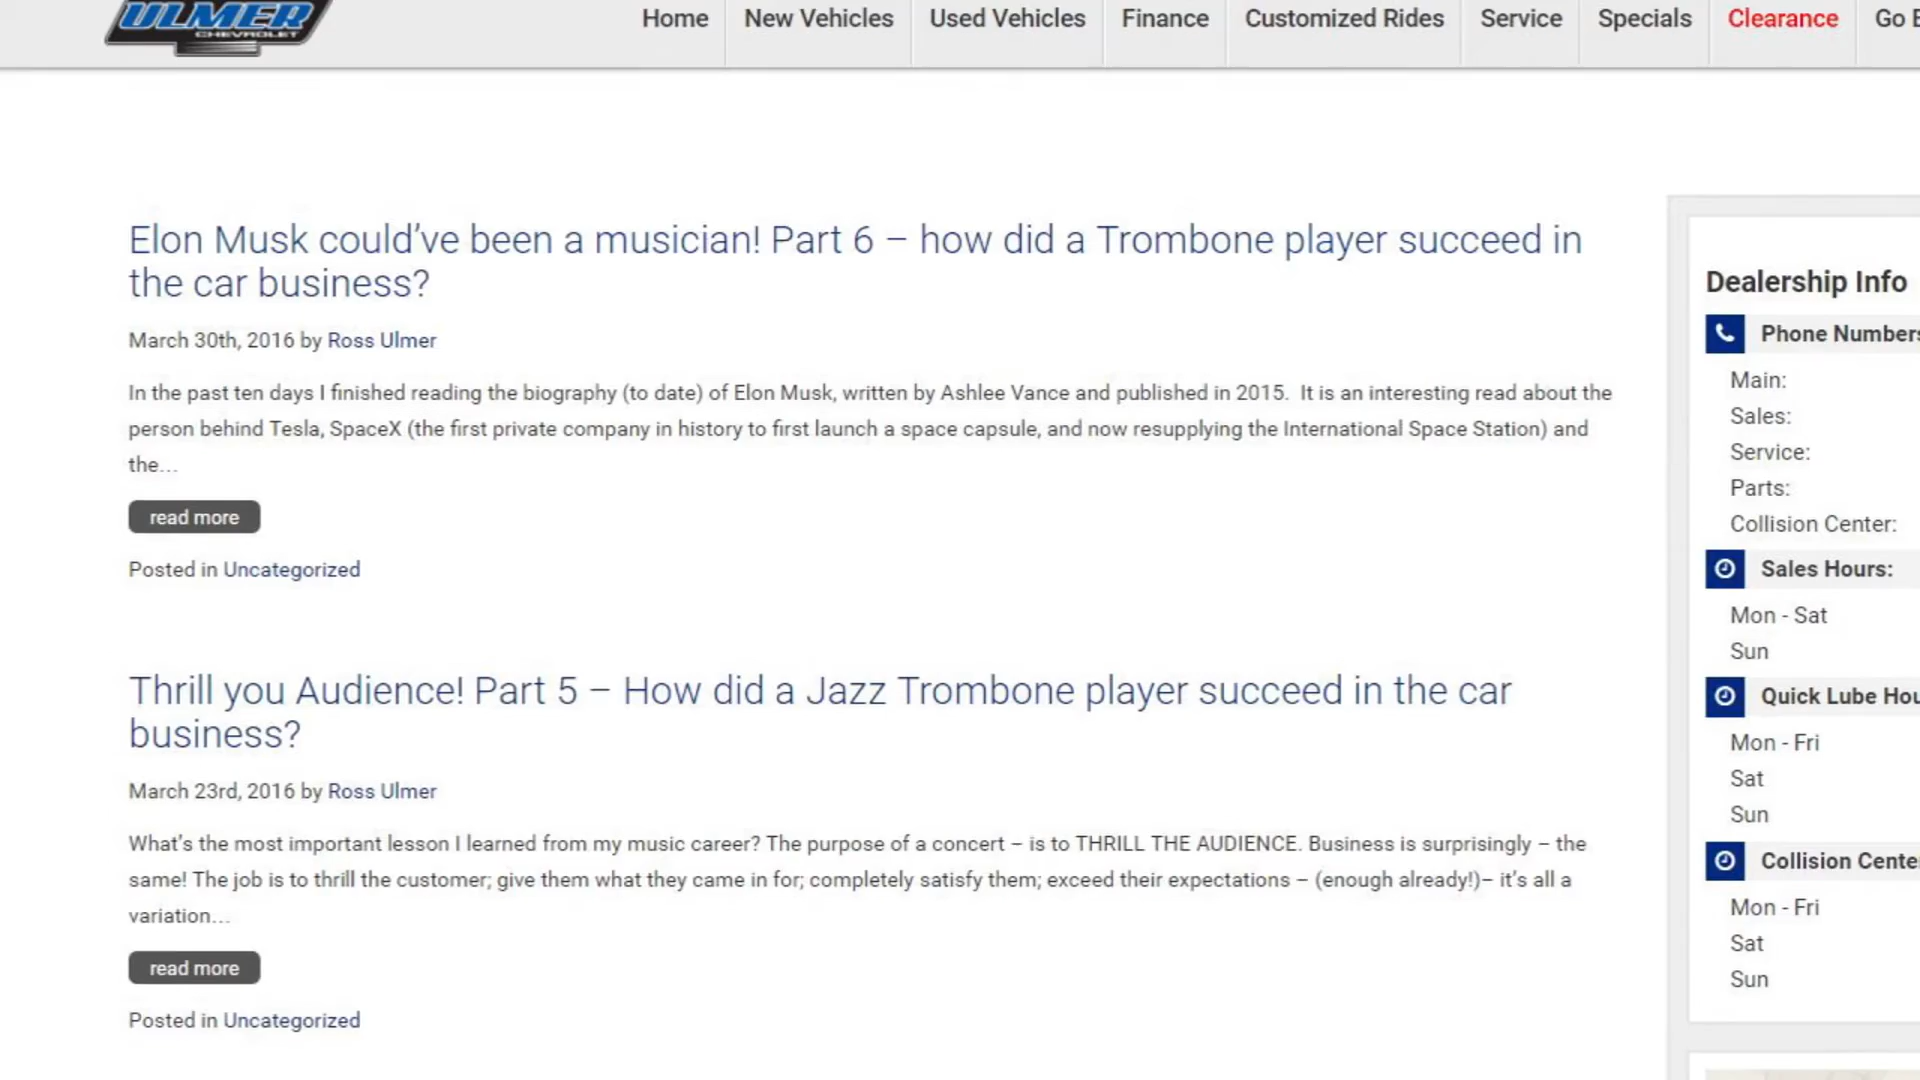 ULMER
CHEVROLET
Home New Vehicles Used Vehicles Finance Customized Rides Service Specials Clearance Go
Elon Musk could’ve been a musician! Part 6 – how did a Trombone player succeed in
the car business?
March 30th, 2016 by Ross Ulmer
In the past ten days I finished reading the biography (to date) of Elon Musk, written by Ashlee Vance and published in 2015.  It is an interesting read about the
person behind Tesla, SpaceX (the first private company in history to first launch a space capsule, and now resupplying the International Space Station) and
the…
read more
Posted in Uncategorized
Thrill you Audience! Part 5 – How did a Jazz Trombone player succeed in the car
business?
March 23rd, 2016 by Ross Ulmer
What’s the most important lesson I learned from my music career? The purpose of a concert – is to THRILL THE AUDIENCE. Business is surprisingly – the
same! The job is to thrill the customer; give them what they came in for; completely satisfy them; exceed their expectations – (enough already!)– it’s all a
variation…
read more
Posted in Uncategorized
Dealership Info
Phone Numbers
Main:
Sales:
Service:
Parts:
Collision Center:
Sales Hours:
Mon - Sat
Sun
Quick Lube Hou
Mon - Fri
Sat
Sun
Collision Cente
Mon - Fri
Sat
Sun